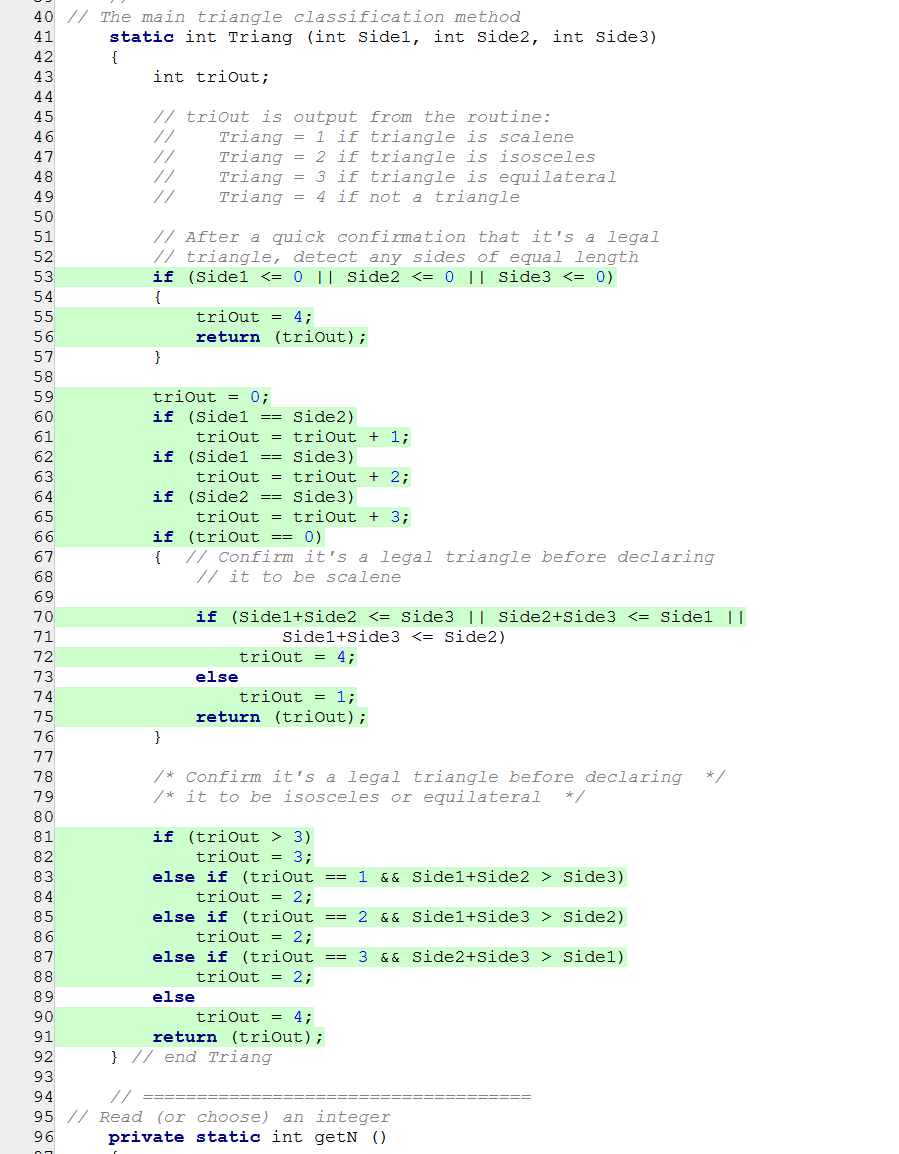 40 // The main triangle classification method
41 static int Triang (int Side1, int Side2, int Side3)
42 {
43 int triOut;
44
45 // triOut is output from the routine:
46 // Triang = 1 if triangle is scalene
47 // Triang = 2 if triangle is isosceles
48 // Triang = 3 if triangle is equilateral
49 // Triang = 4 if not a triangle
50
51 // After a quick confirmation that it's a legal
52 // triangle, detect any sides of equal length
53 if (Side1 <= 0 || Side2 <= 0 || Side3 <= 0)
54 {
55 triOut = 4;
56 return (triOut);
57 }
58
59 triOut = 0;
60 if (Side1 == Side2)
61 triOut = triOut + 1;
62 if (Side1 == Side3)
63 triOut = triOut + 2;
64 if (Side2 == Side3)
65 triOut = triOut + 3;
66 if (triOut == 0)
67 { // Confirm it's a legal triangle before declaring
68 // it to be scalene
69
70 if (Side1+Side2 <= Side3 || Side2+Side3 <= Side1 ||
71 Side1+Side3 <= Side2)
72 triOut = 4;
73 else
74 triOut = 1;
75 return (triOut);
76 }
77
78 /* Confirm it's a legal triangle before declaring */
79 /* it to be isosceles or equilateral */
80
81 if (triOut > 3)
82 triOut = 3;
83 else if (triOut == 1 && Side1+Side2 > Side3)
84 triOut = 2;
85 else if (triOut == 2 && Side1+Side3 > Side2)
86 triOut = 2;
87 else if (triOut == 3 && Side2+Side3 > Side1)
88 triOut = 2;
89 else
90 triOut = 4;
91 return (triOut);
92 } // end Triang
93
94 // ====================================
95 // Read (or choose) an integer
96 private static int getN ()